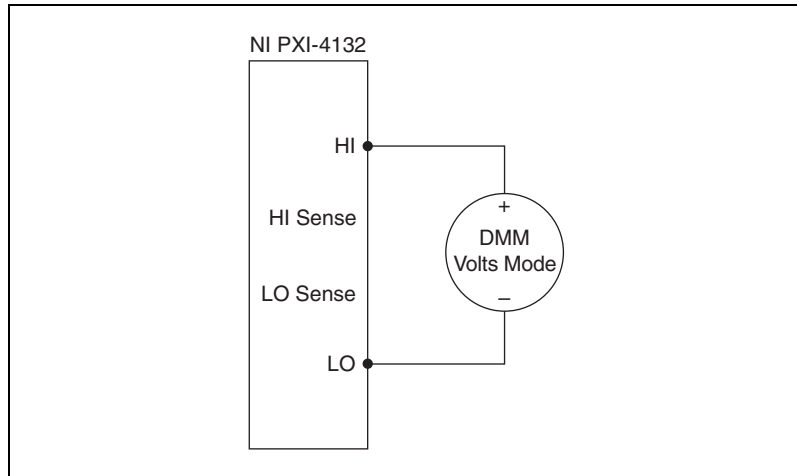 NI PXI-4132
HI
+
HI Sense
DMM
Volts Mode
LO Sense
–
LO